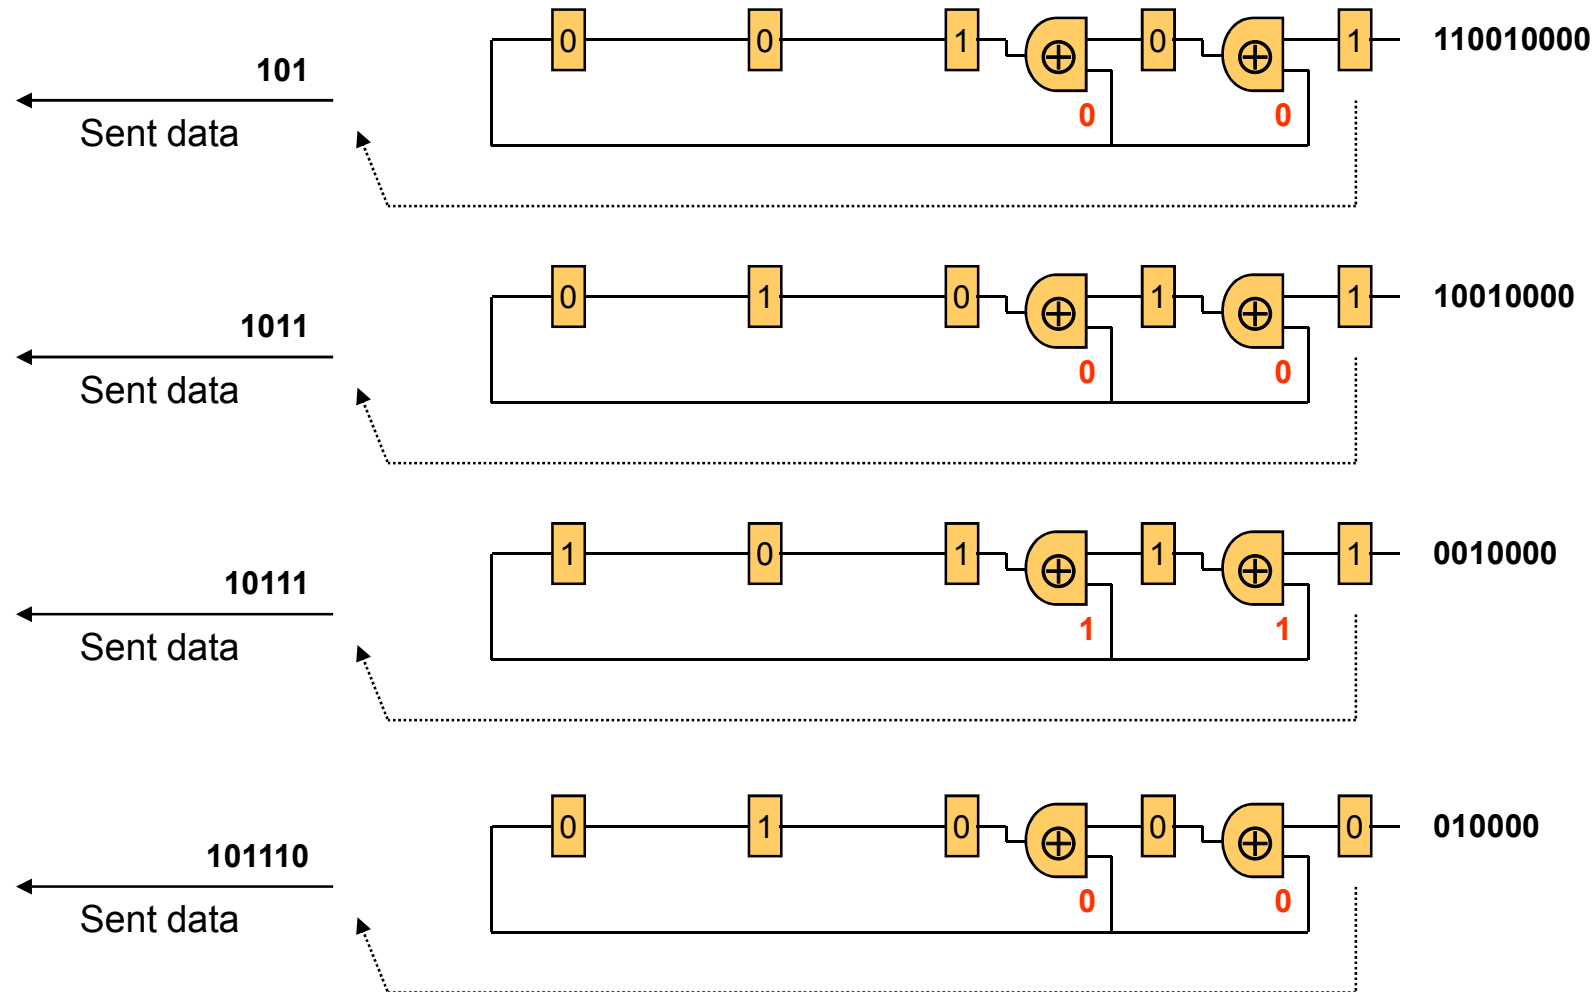 101
Sent data
0 0 1 ⊕ 0 ⊕ 1
0 0
110010000
1011
Sent data
0 1 0 ⊕ 1 ⊕ 1
0 0
10010000
10111
Sent data
1 0 1 ⊕ 1 ⊕ 1
1 1
0010000
101110
Sent data
0 1 0 ⊕ 0 ⊕ 0
0 0
010000